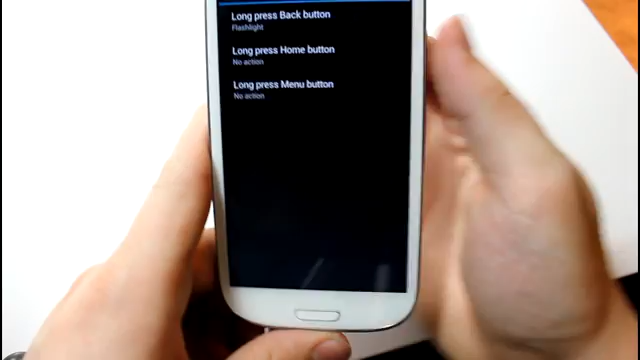 Long press Back button
Flashlight
Long press Home button
No action
Long press Menu button
No action